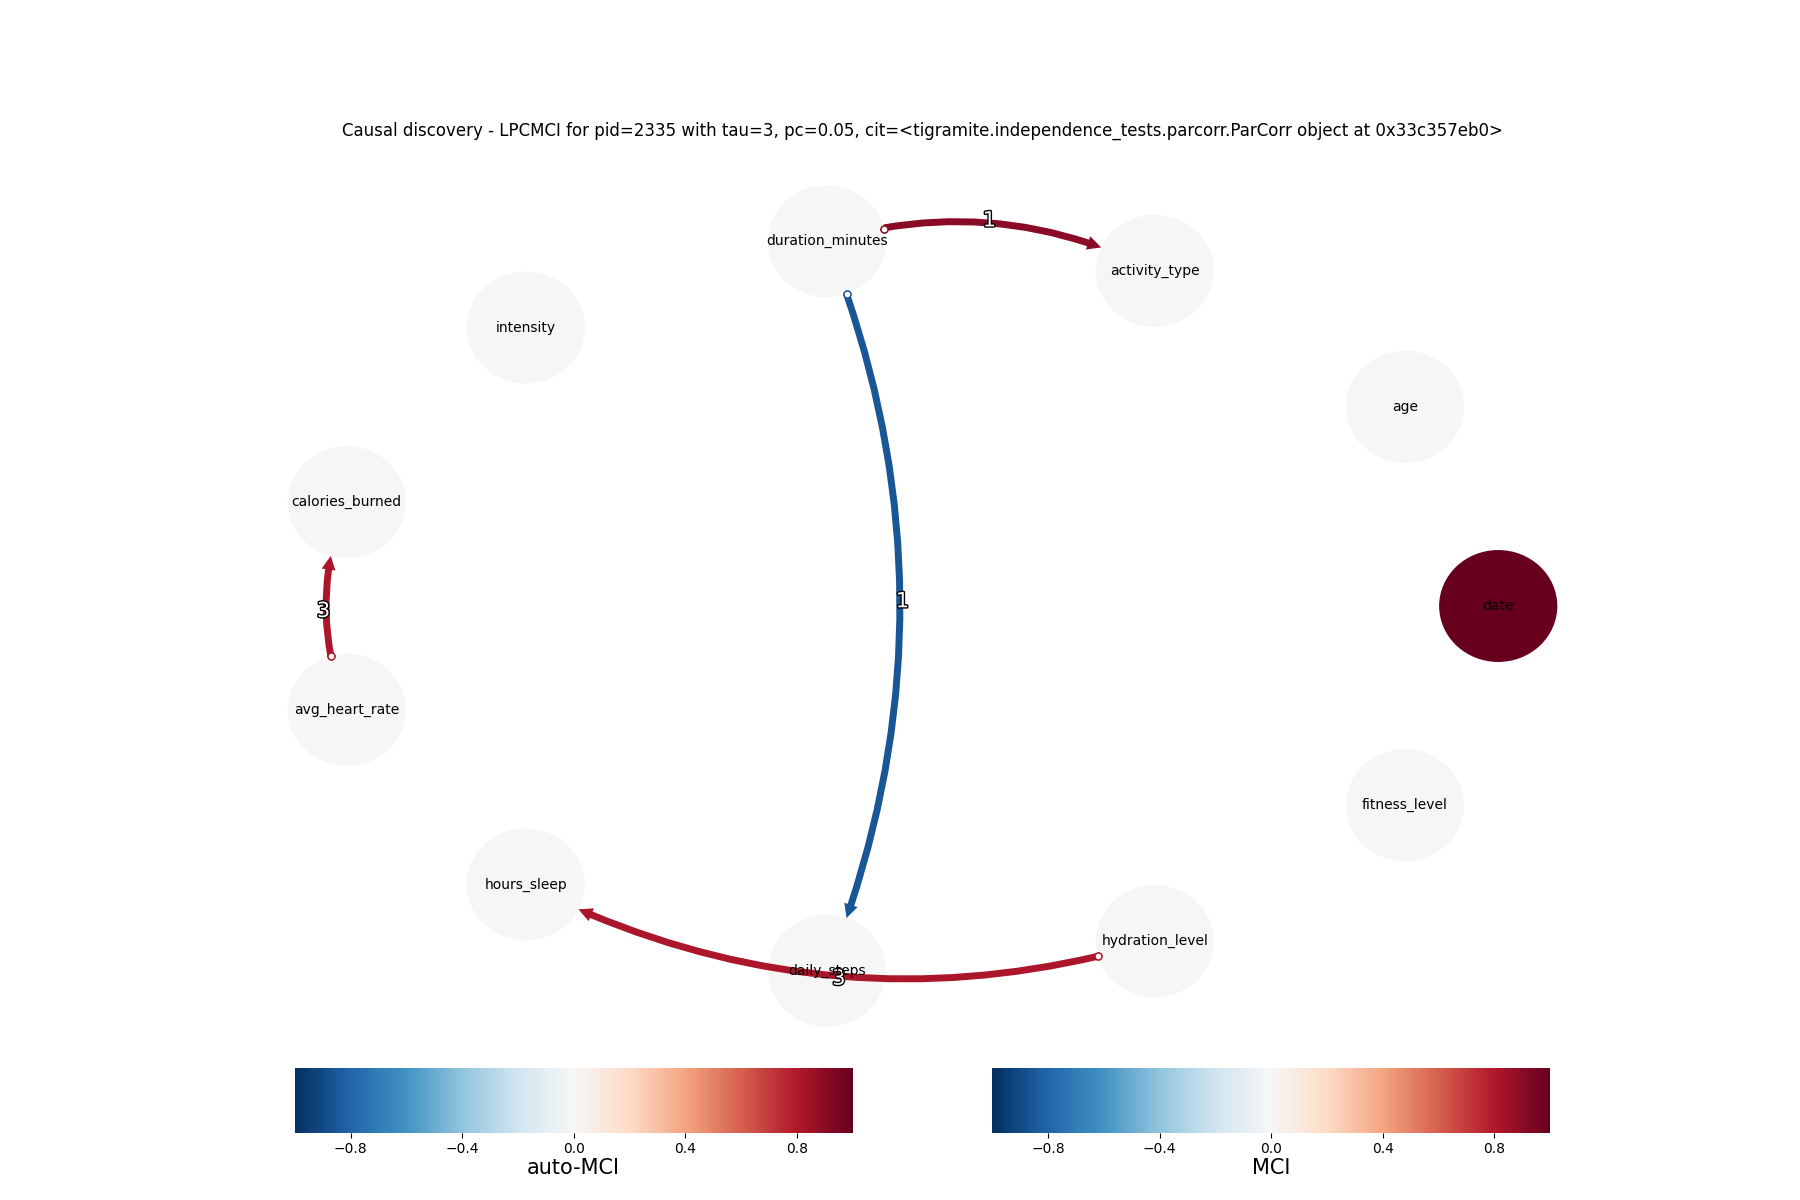 Causal discovery - LPCMCI for pid=2335 with tau=3, pc=0.05, cit=<tigramite.independence_tests.parcorr.ParCorr object at 0x33c357eb0>
1
duration_minutes
activity_type
intensity
age
calories_burned
1
date
3
avg_heart_rate
fitness_level
hours_sleep
hydration_level
daily_steps
3
−0.8 −0.4 0.0 0.4 0.8
auto-MCI
−0.8 −0.4 0.0 0.4 0.8
MCI